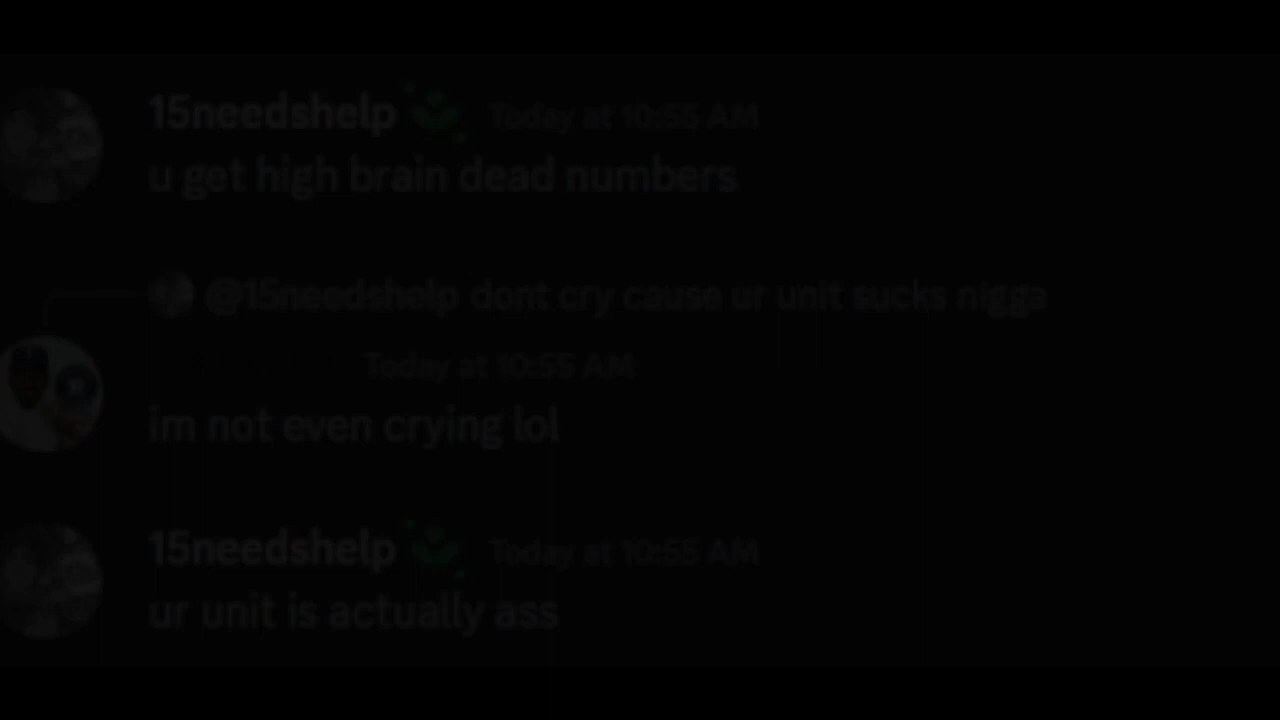 15needshelp Today at 10:55 AM
u get high brain dead numbers
@15needshelp dont cry cause ur unit sucks nigga
Today at 10:55 AM
im not even crying lol
15needshelp Today at 10:55 AM
ur unit is actually ass